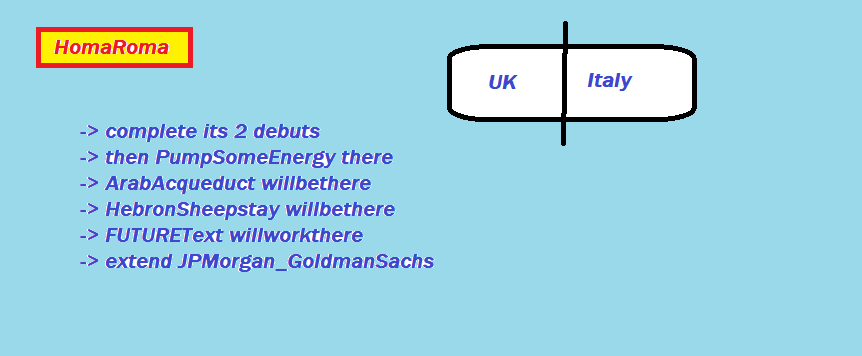 HomaRoma
UK
Italy
-> complete its 2 debuts
-> then PumpSomeEnergy there
-> ArabAcqueduct willbethere
-> HebronSheepstay willbethere
-> FUTUREText willworkthere
-> extend JPMorgan_GoldmanSachs